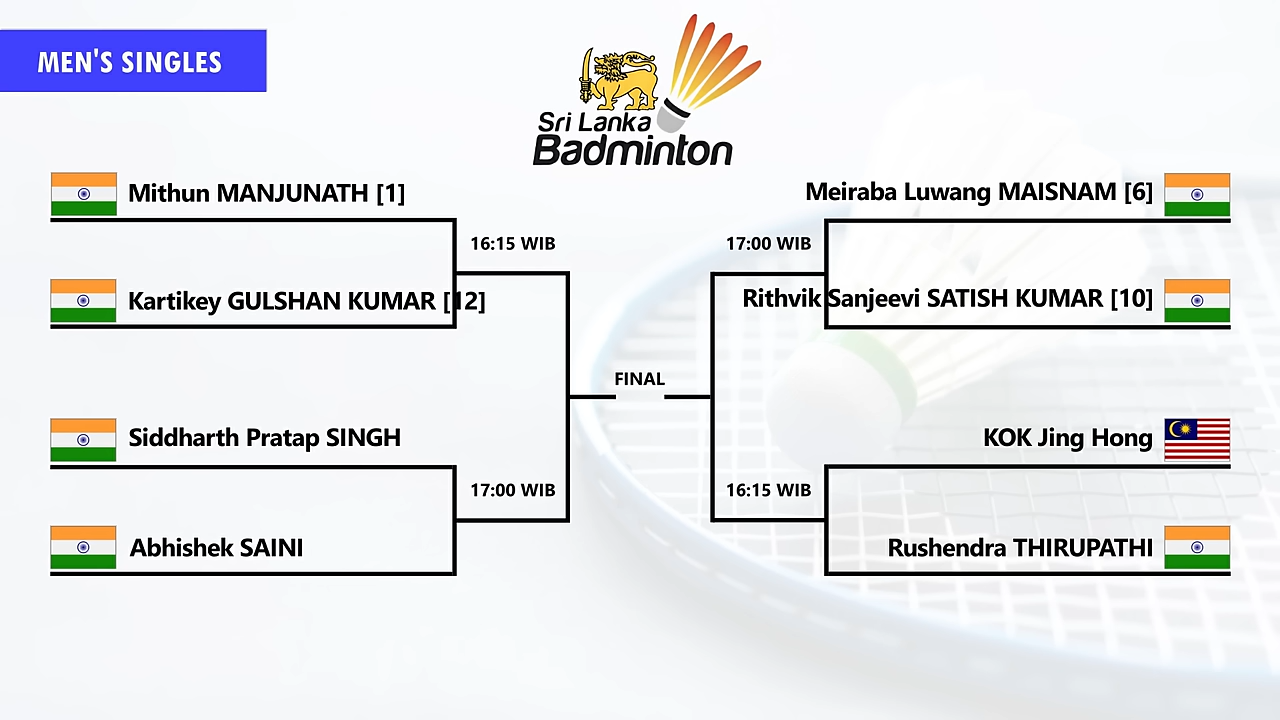 MEN'S SINGLES
Sri Lanka
Badminton
Mithun MANJUNATH [1]
16:15 WIB
Kartikey GULSHAN KUMAR [12]
Siddharth Pratap SINGH
17:00 WIB
Abhishek SAINI
FINAL
Meiraba Luwang MAISNAM [6]
17:00 WIB
Rithvik Sanjeevi SATISH KUMAR [10]
KOK Jing Hong
16:15 WIB
Rushendra THIRUPATHI